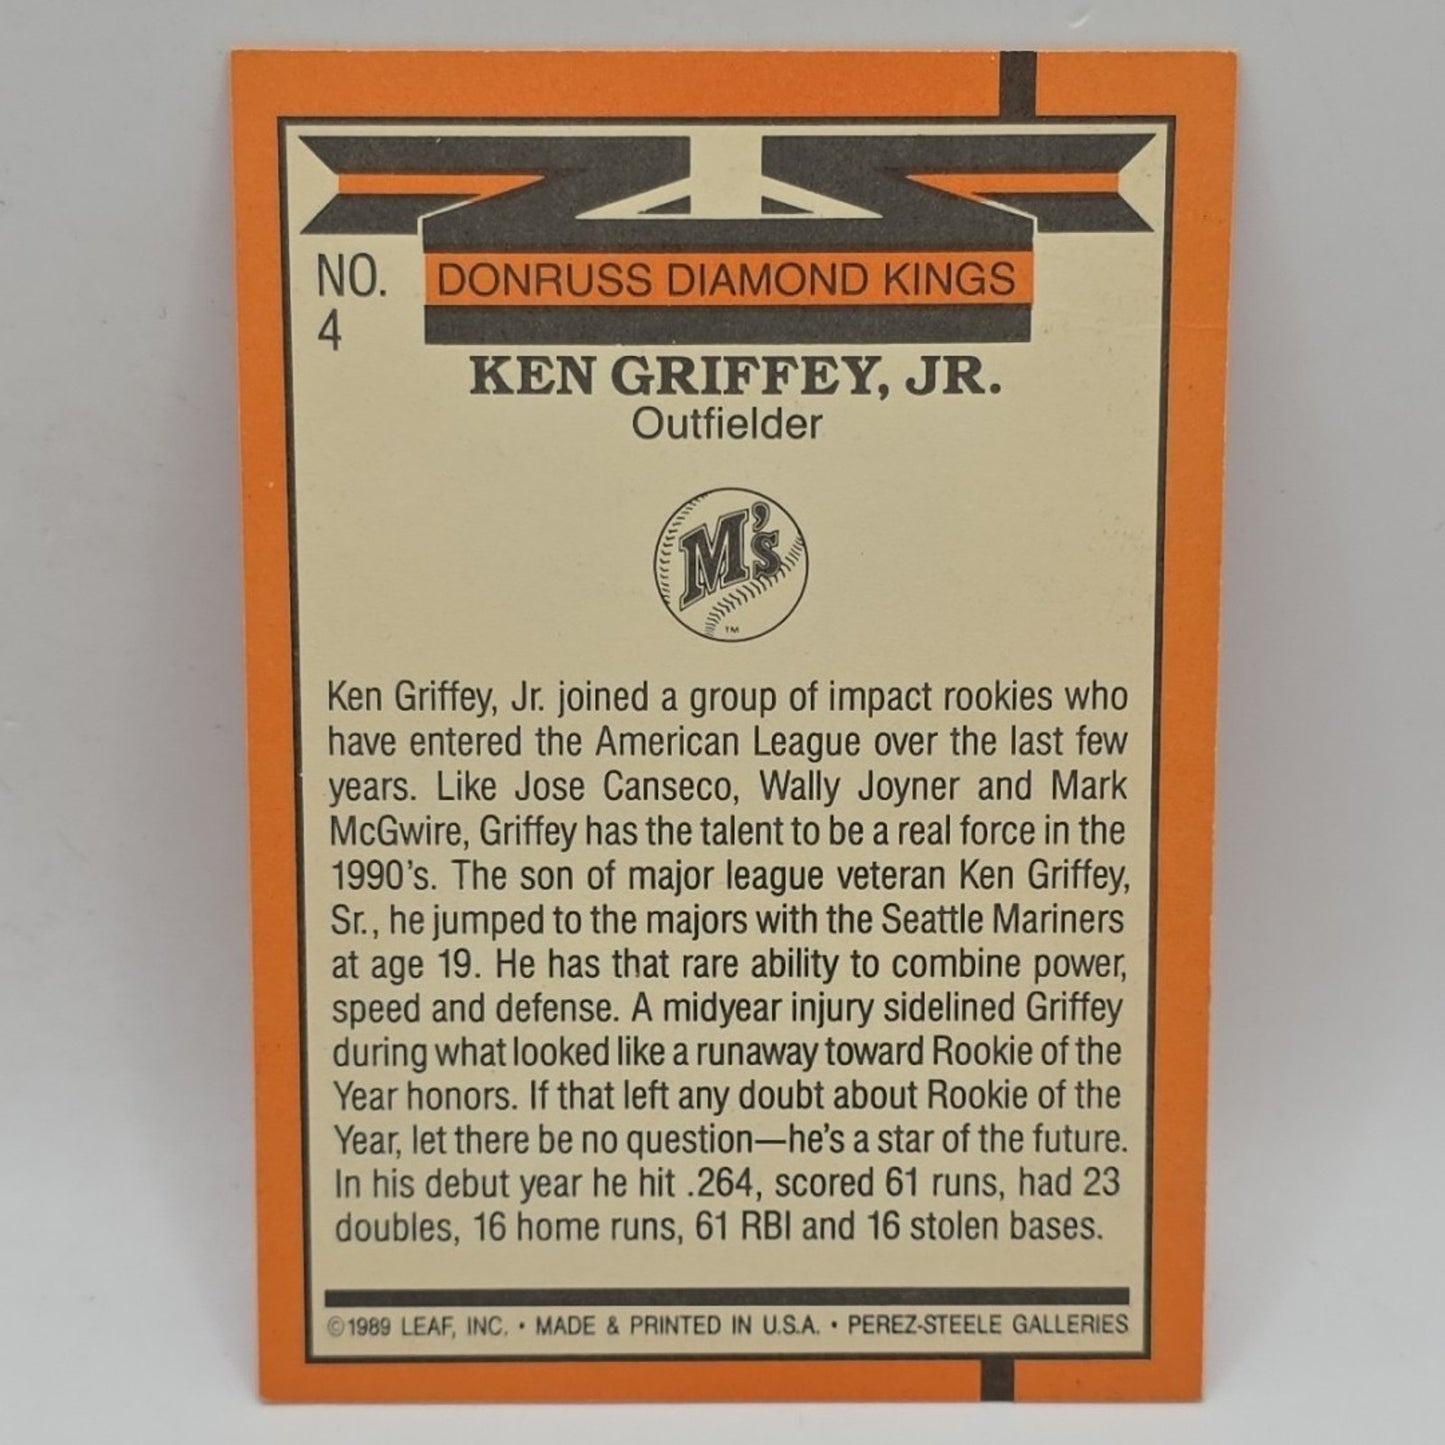 NO.
4
DONRUSS DIAMOND KINGS
KEN GRIFFEY, JR.
Outfielder
M's
TM
Ken Griffey, Jr. joined a group of impact rookies who
have entered the American League over the last few
years. Like Jose Canseco, Wally Joyner and Mark
McGwire, Griffey has the talent to be a real force in the
1990's. The son of major league veteran Ken Griffey,
Sr., he jumped to the majors with the Seattle Mariners
at age 19. He has that rare ability to combine power,
speed and defense. A midyear injury sidelined Griffey
during what looked like a runaway toward Rookie of the
Year honors. If that left any doubt about Rookie of the
Year, let there be no question—he's a star of the future.
In his debut year he hit .264, scored 61 runs, had 23
doubles, 16 home runs, 61 RBI and 16 stolen bases.
©1989 LEAF, INC. • MADE & PRINTED IN U.S.A. • PEREZ-STEELE GALLERIES